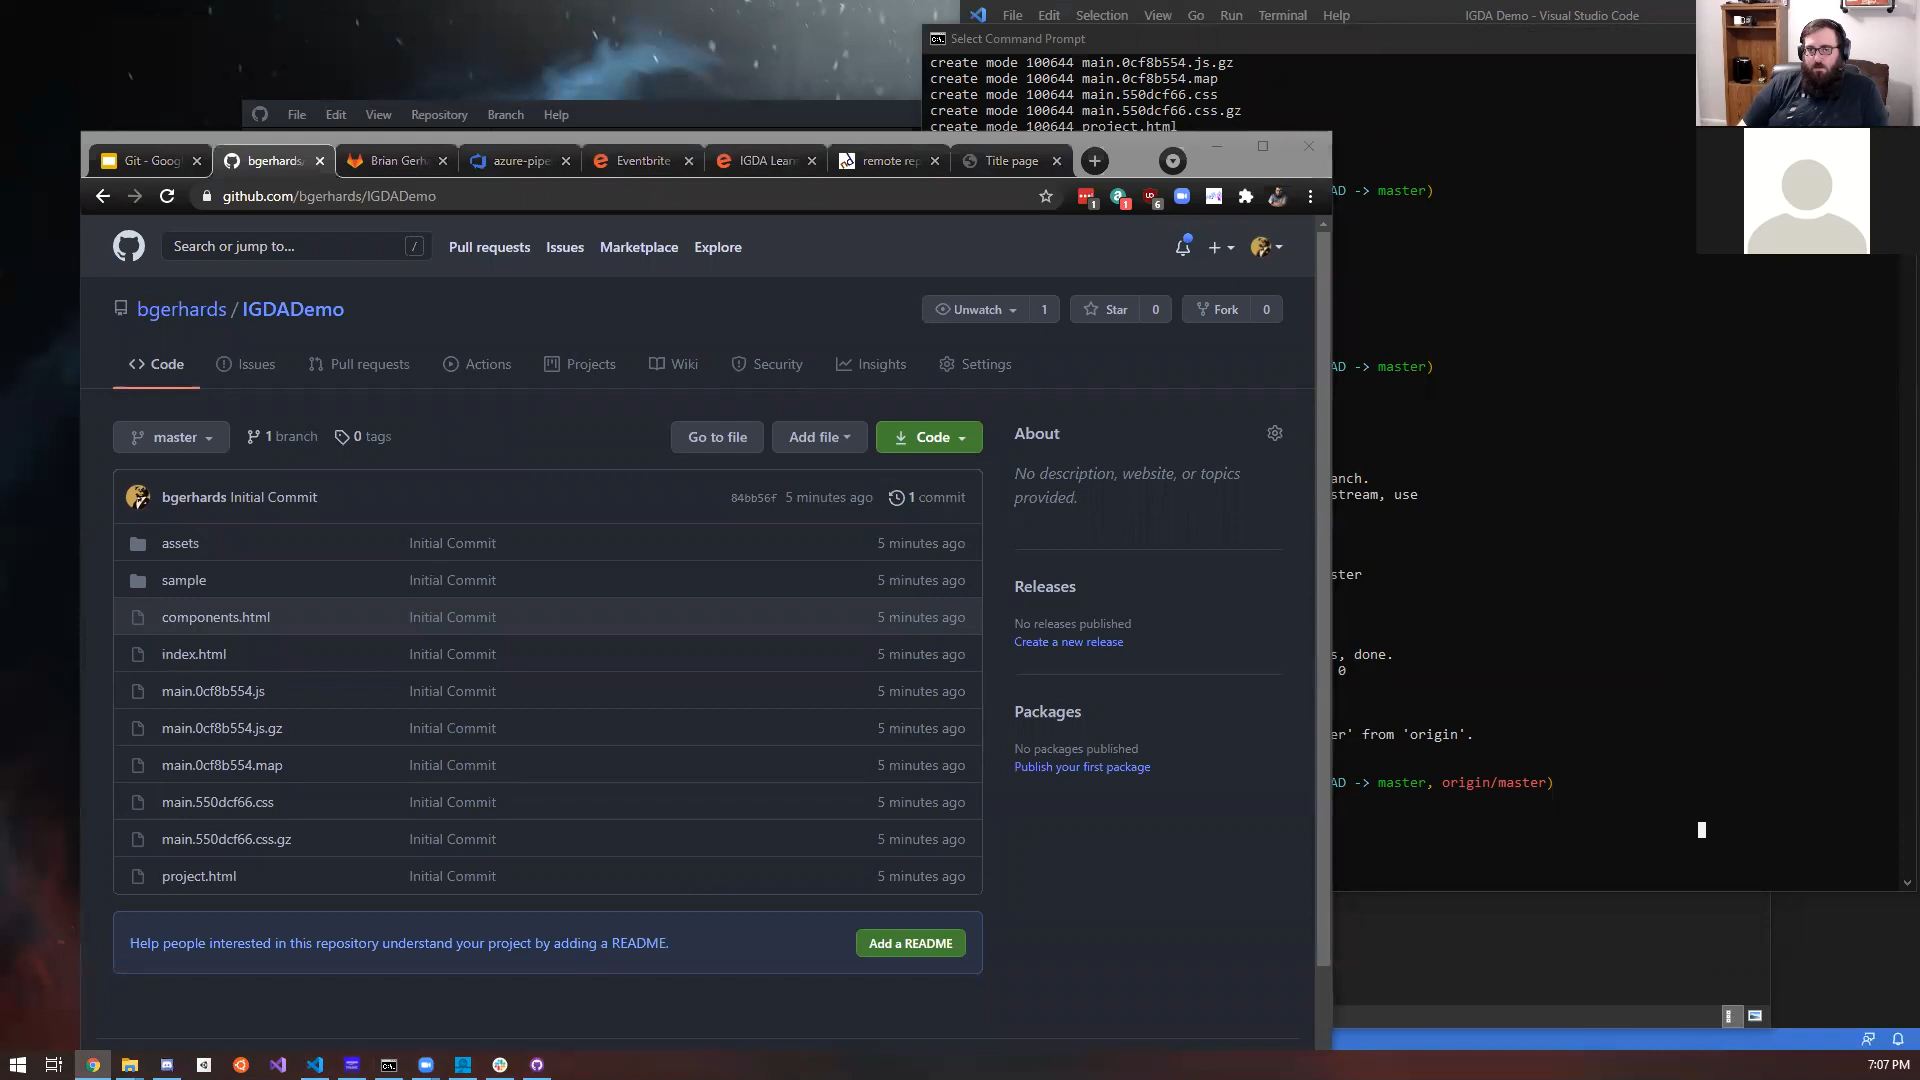 File Edit Selection View Go Run Terminal Help IGDA Demo - Visual Studio Code
Select Command Prompt
create mode 100644 main.0cf8b554.js.gz
create mode 100644 main.0cf8b554.map
create mode 100644 main.550dcf66.css
create mode 100644 main.550dcf66.css.gz
create mode 100644 project.html
File Edit View Repository Branch Help
Git - Goog bgerhards/ Brian Gerh azure-pipe Eventbrite IGDA Lear remote rep Title page
github.com/bgerhards/IGDADemo
1 1 6
Search or jump to... / Pull requests Issues Marketplace Explore
bgerhards / IGDADemo
Unwatch 1 Star 0 Fork 0
Code Issues Pull requests Actions Projects Wiki Security Insights Settings
master 1 branch 0 tags Go to file Add file Code
bgerhards Initial Commit 84bb56f 5 minutes ago 1 commit
assets Initial Commit 5 minutes ago
sample Initial Commit 5 minutes ago
components.html Initial Commit 5 minutes ago
index.html Initial Commit 5 minutes ago
main.0cf8b554.js Initial Commit 5 minutes ago
main.0cf8b554.js.gz Initial Commit 5 minutes ago
main.0cf8b554.map Initial Commit 5 minutes ago
main.550dcf66.css Initial Commit 5 minutes ago
main.550dcf66.css.gz Initial Commit 5 minutes ago
project.html Initial Commit 5 minutes ago
Help people interested in this repository understand your project by adding a README. Add a README
About
No description, website, or topics
provided.
Releases
No releases published
Create a new release
Packages
No packages published
Publish your first package
AD -> master)
AD -> master)
anch.
stream, use
ster
s, done.
0
er' from 'origin'.
AD -> master, origin/master)
7:07 PM